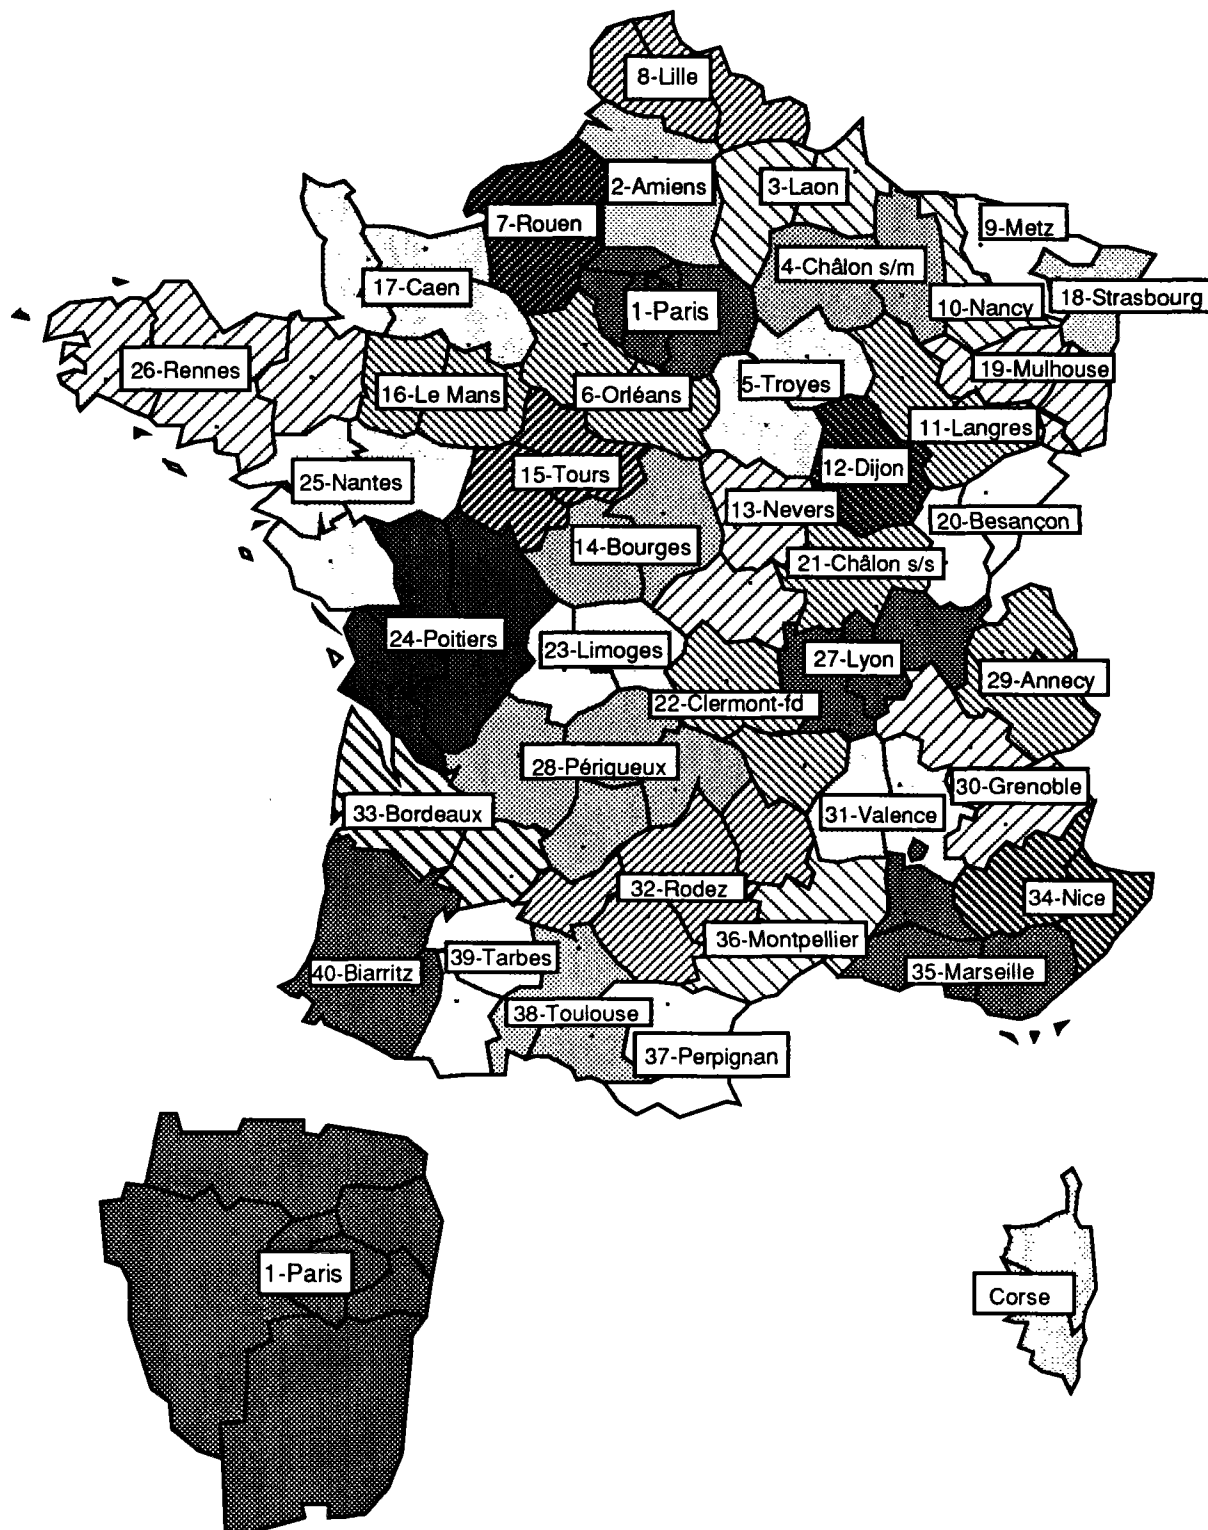 8-Lille
2-Amiens
3-Laon
7-Rouen
9-Metz
4-Châlon s/m
17-Caen
1-Paris
10-Nancy
18-Strasbourg
26-Rennes
16-Le Mans
6-Orléans
5-Troyes
19-Mulhouse
11-Langres
25-Nantes
15-Tours
12-Dijon
13-Nevers
20-Besançon
14-Bourges
21-Châlon s/s
24-Poitiers
23-Limoges
27-Lyon
29-Annecy
22-Clermont-fd
28-Périgueux
30-Grenoble
33-Bordeaux
31-Valence
32-Rodez
34-Nice
36-Montpellier
39-Tarbes
40-Biarritz
35-Marseille
38-Toulouse
37-Perpignan
1-Paris
Corse